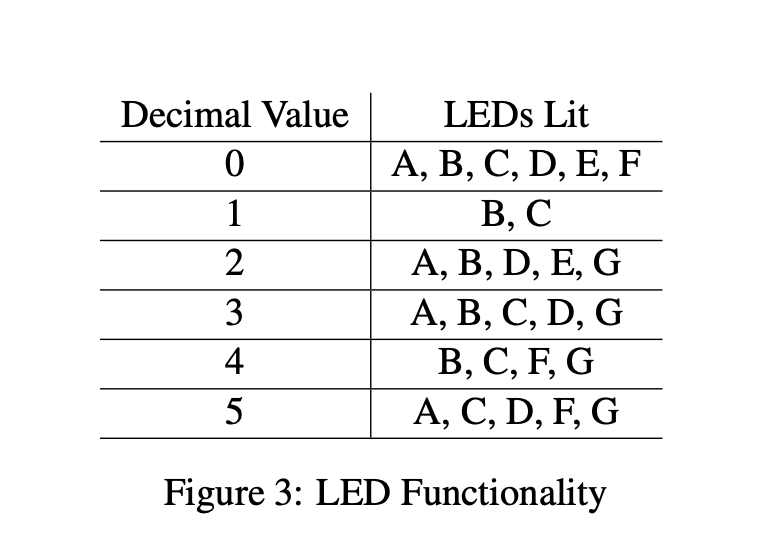 Decimal Value LEDs Lit
0 A, B, C, D, E, F
1 B, C
2 A, B, D, E, G
3 A, B, C, D, G
4 B, C, F, G
5 A, C, D, F, G
Figure 3: LED Functionality